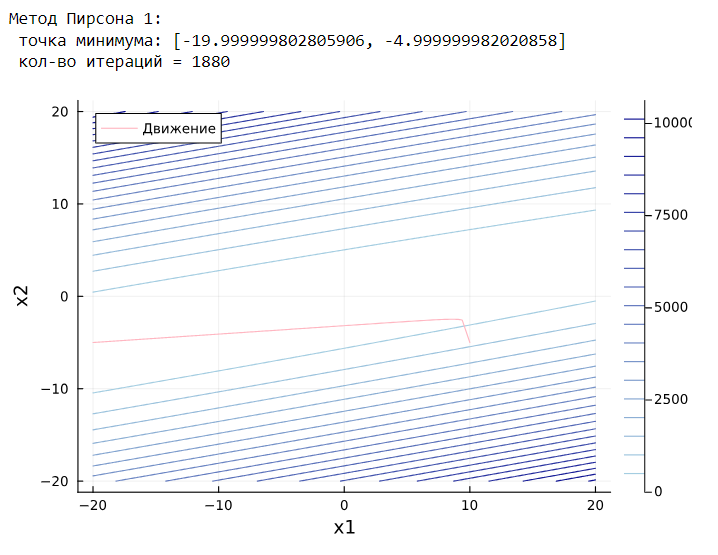 Метод Пирсона 1:
точка минимума: [-19.999999802805906, -4.999999982020858]
кол-во итераций = 1880
20
10
0
−10
−20
x2
Движение
−20
−10
0
10
20
x1
10000
7500
5000
2500
0